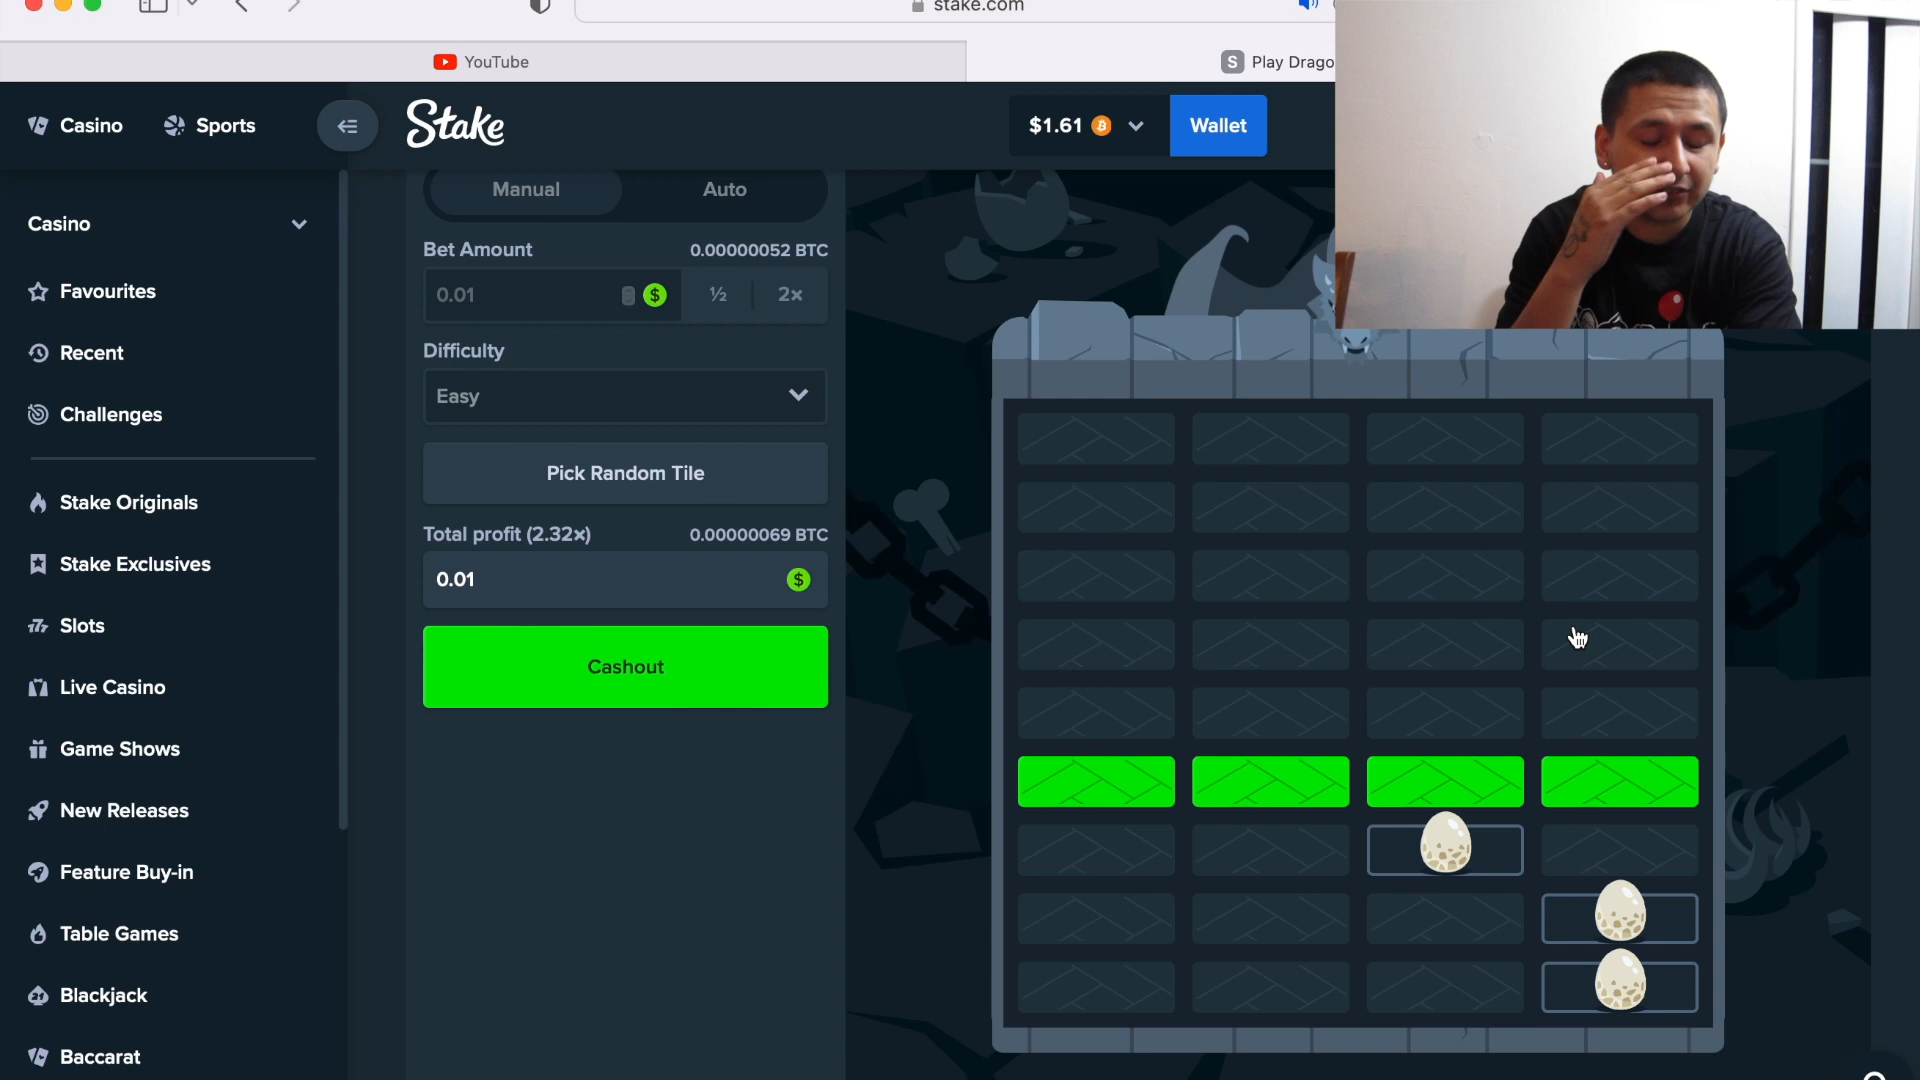 stake.com
YouTube
S Play Drago
Casino
Sports
Stake
$1.61
Wallet
Casino
Favourites
Recent
Challenges
Stake Originals
Stake Exclusives
Slots
Live Casino
Game Shows
New Releases
Feature Buy-in
Table Games
Blackjack
Baccarat
Manual
Auto
Bet Amount
0.00000052 BTC
0.01
$
½
2×
Difficulty
Easy
Pick Random Tile
Total profit (2.32×)
0.00000069 BTC
0.01
$
Cashout